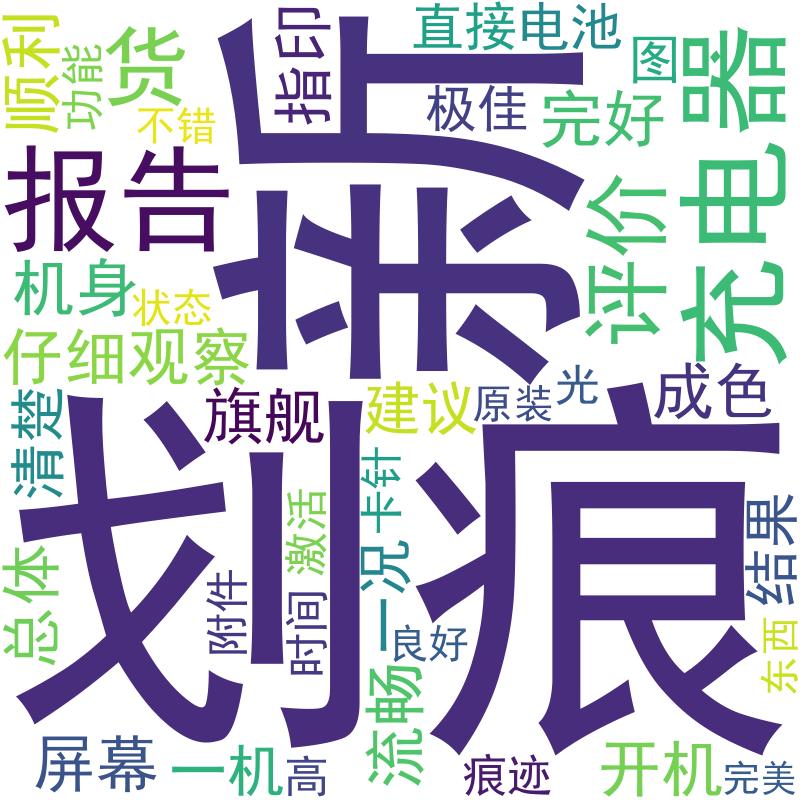 顺利
功能
货
不错
指印
直接
电池
图
极佳
完好
充电器
新
报告
评价
机身
状态
仔细观察
清楚
旗舰
建议
原装
光
成色
划痕
激活
卡针
一况
结果
总体
附件
时间
良好
东西
流畅
屏幕
一机
高
痕迹
开机
完美